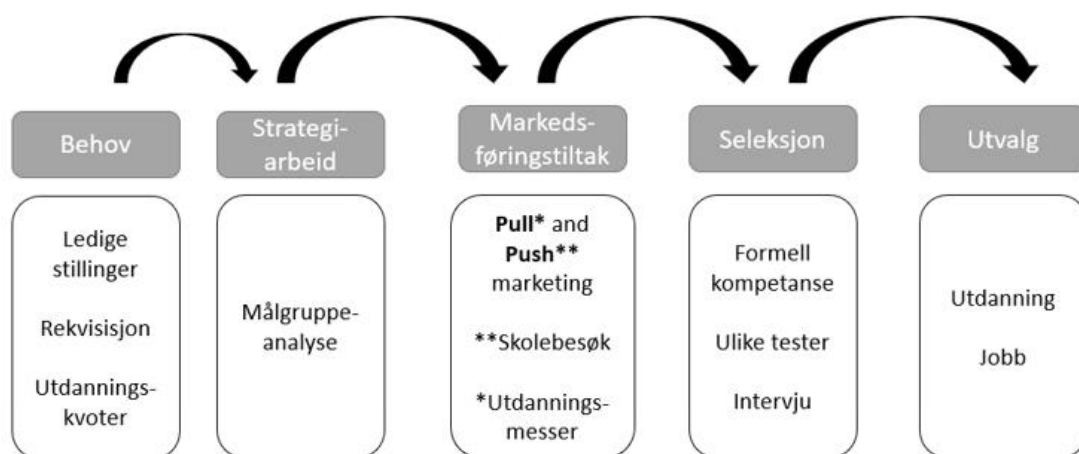 Behov
Strategi-
arbeid
Markeds-
føringstiltak
Seleksjon
Utvalg
Ledige
stillinger
Rekvisisjon
Utdannings-
kvoter
Målgruppe-
analyse
Pull* and
Push**
marketing
**Skolebesøk
*Utdannings-
messer
Formell
kompetanse
Ulike tester
Intervju
Utdanning
Jobb